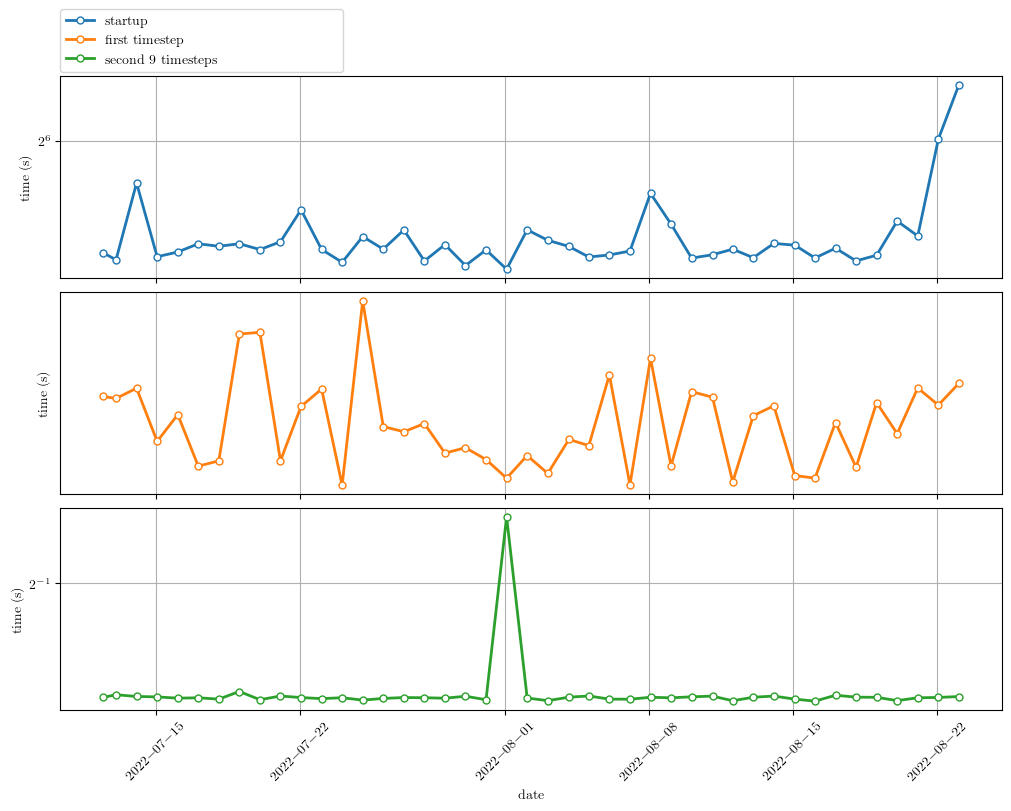 startup
first timestep
second 9 timesteps
2^6
time (s)
time (s)
2^−1
time (s)
2022−07−15
2022−07−22
2022−08−01
2022−08−08
2022−08−15
2022−08−22
date